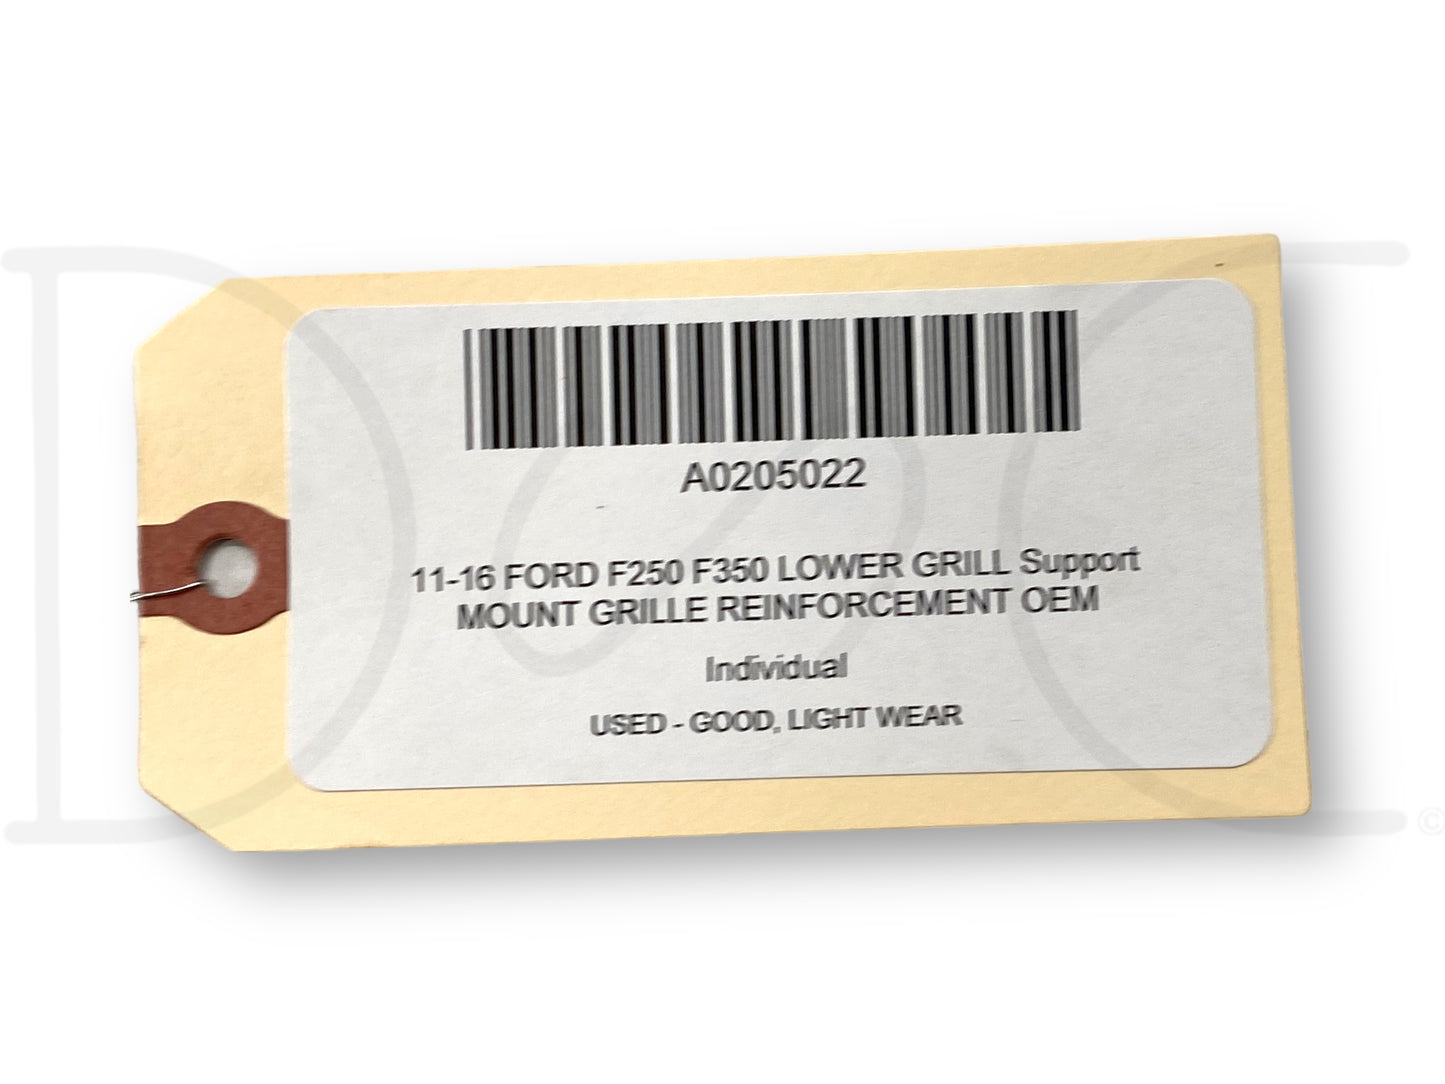 A0205022
11-16 FORD F250 F350 LOWER GRILL Support
MOUNT GRILLE REINFORCEMENT OEM
Individual
USED - GOOD, LIGHT WEAR
©